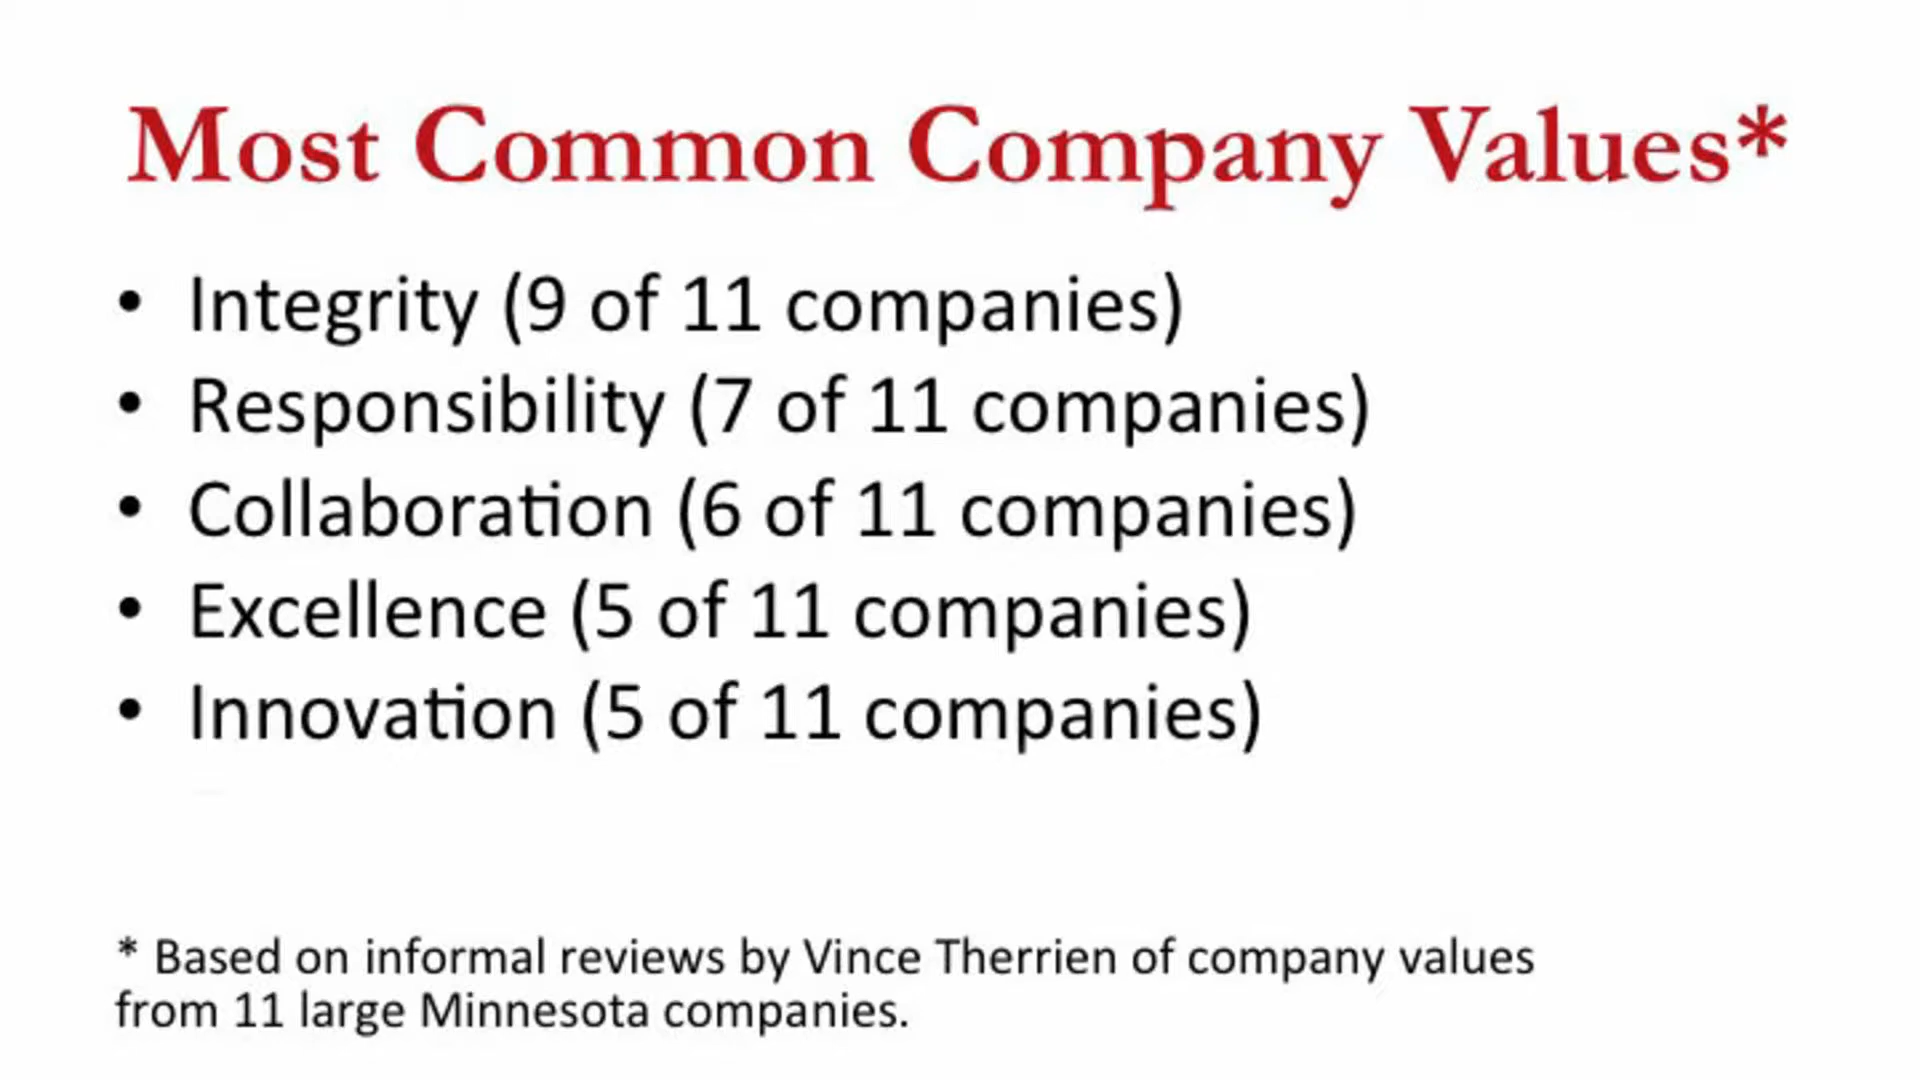 Most Common Company Values*
• Integrity (9 of 11 companies)
• Responsibility (7 of 11 companies)
• Collaboration (6 of 11 companies)
• Excellence (5 of 11 companies)
• Innovation (5 of 11 companies)
* Based on informal reviews by Vince Therrien of company values
from 11 large Minnesota companies.